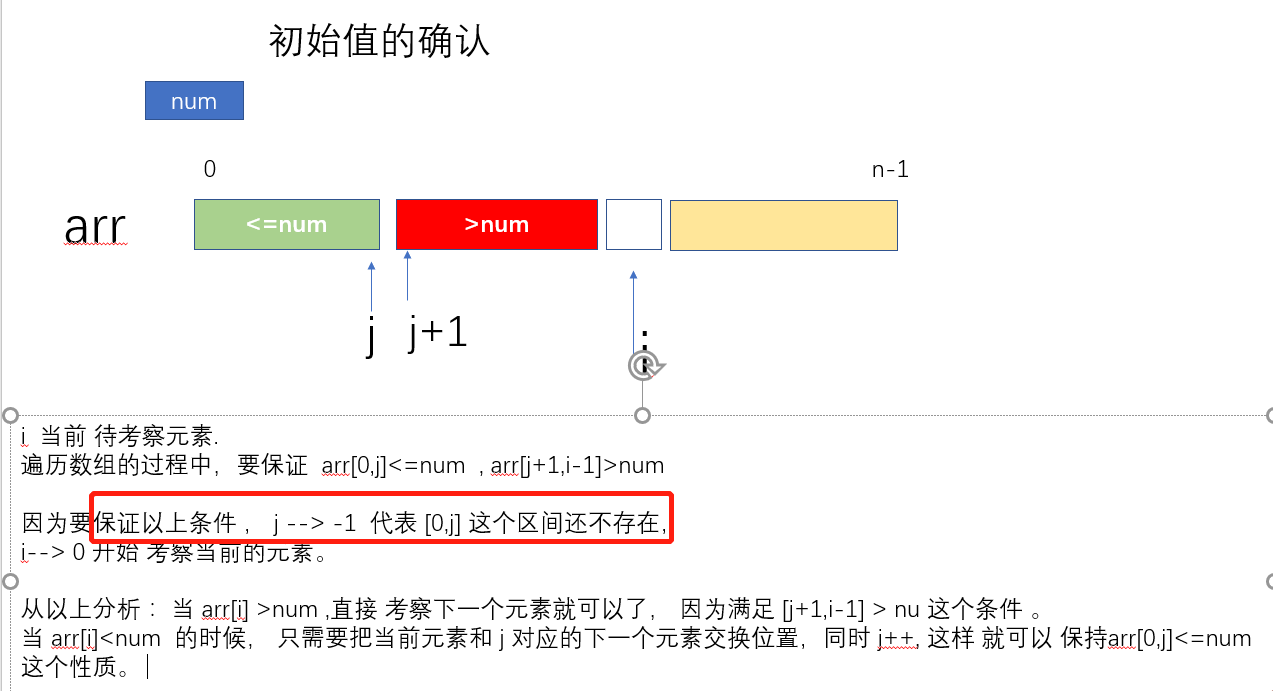 初始值的确认
num
0
n-1
arr
<=num
>num
j
j+1
i
i 当前 待考察元素.
遍历数组的过程中，要保证 arr[0,j]<=num , arr[j+1,i-1]>num
因为要保证以上条件 ， j --> -1 代表 [0,j] 这个区间还不存在,
i--> 0 开始 考察当前的元素。
从以上分析 ： 当 arr[i] >num ,直接 考察下一个元素就可以了， 因为满足 [j+1,i-1] > nu 这个条件 。
当 arr[i]<num 的时候， 只需要把当前元素和 j 对应的下一个元素交换位置，同时 j++, 这样 就可以 保持arr[0,j]<=num
这个性质。